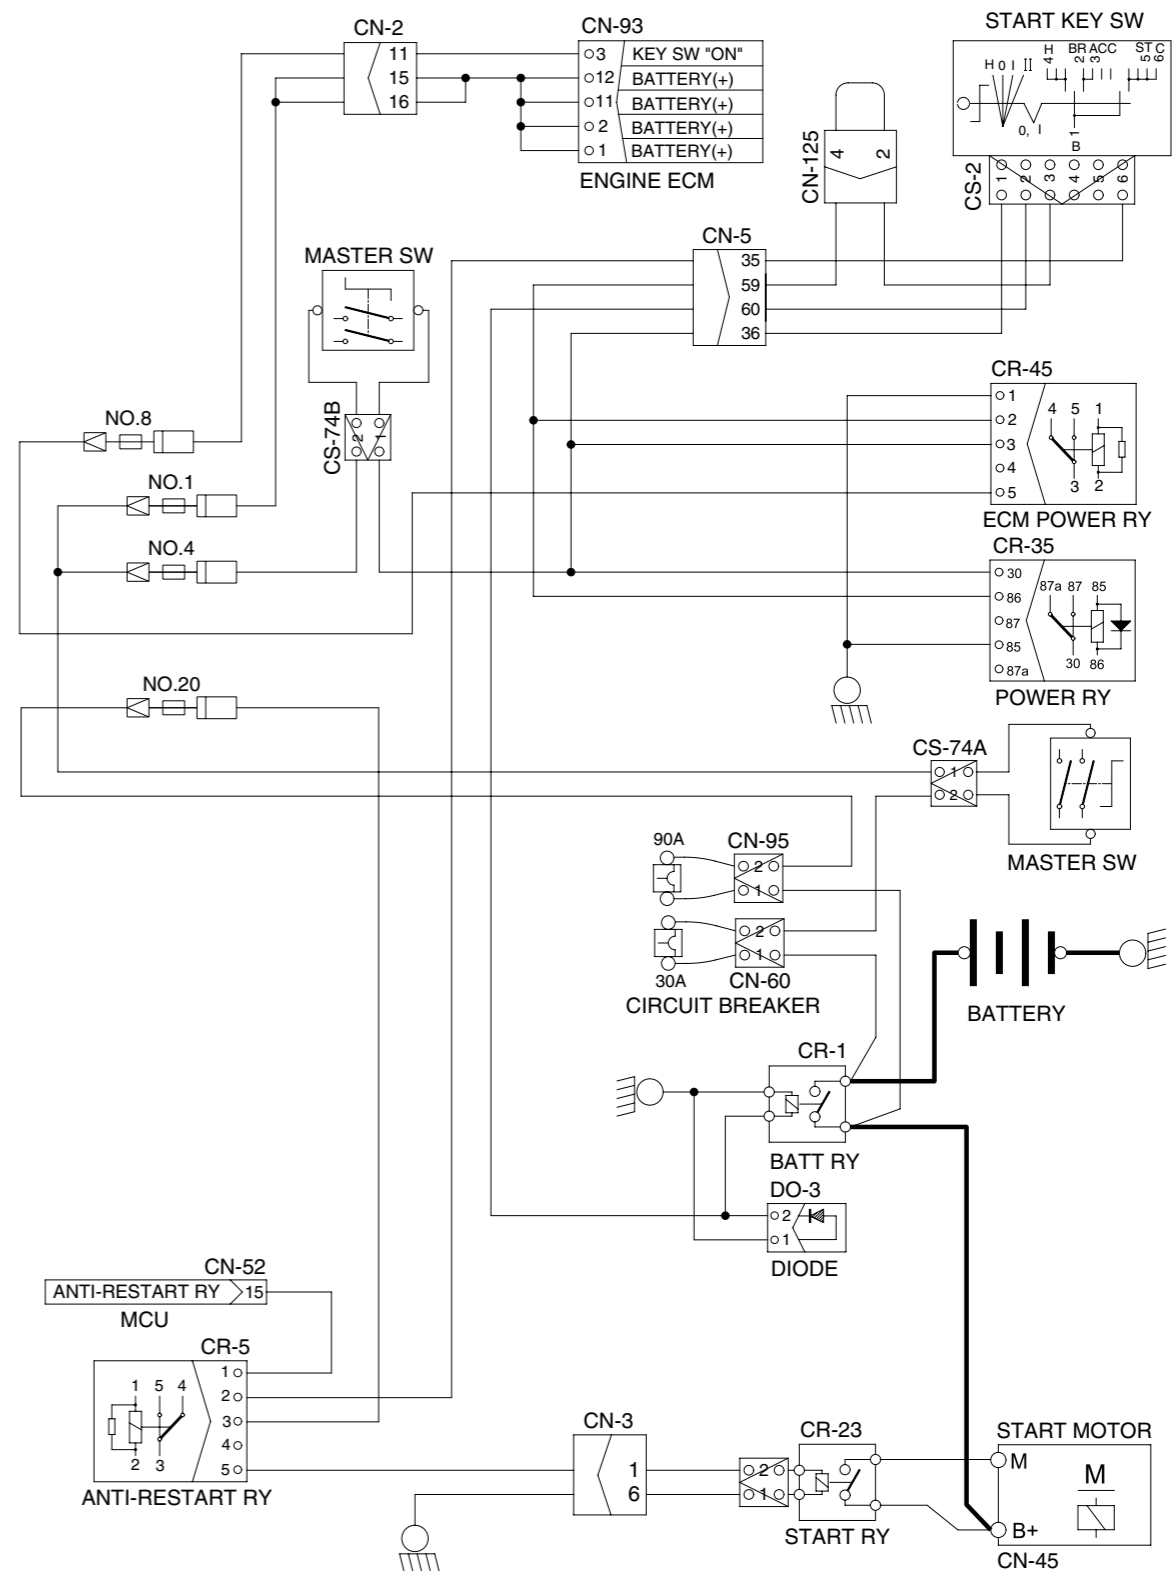 START KEY SW
CN-2
CN-93
11
15
16
3 KEY SW "ON"
12 BATTERY(+)
11 BATTERY(+)
2 BATTERY(+)
1 BATTERY(+)
ENGINE ECM
H 0 I II
4 H
2 BR
3 ACC
5 ST
6 C
0, I
1
B
CS-2
1 2 3 4 5 6
CN-125
4 2
CN-5
35
59
60
36
MASTER SW
CS-74B
2 1
NO.8
NO.1
NO.4
NO.20
CR-45
1
2
3
4
5
4 5 1
3 2
ECM POWER RY
CR-35
30
86
87
85
87a
87a 87 85
30 86
POWER RY
CS-74A
1
2
MASTER SW
90A
CN-95
2
1
30A
2
1
CN-60
CIRCUIT BREAKER
BATTERY
CR-1
BATT RY
DO-3
2
1
DIODE
CN-52
ANTI-RESTART RY 15
MCU
CR-5
1
2
3
4
5
1 5 4
2 3
ANTI-RESTART RY
CN-3
1
6
2
1
CR-23
START RY
START MOTOR
M
M
B+
CN-45